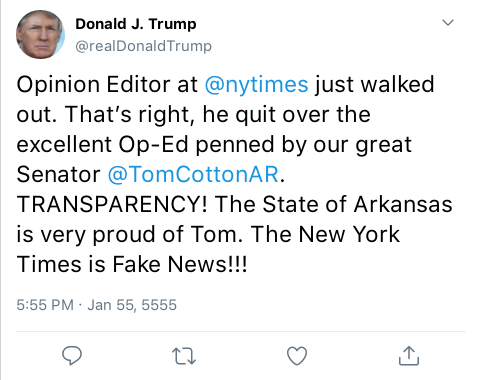 Donald J. Trump
@realDonaldTrump
Opinion Editor at @nytimes just walked
out. That’s right, he quit over the
excellent Op-Ed penned by our great
Senator @TomCottonAR.
TRANSPARENCY! The State of Arkansas
is very proud of Tom. The New York
Times is Fake News!!!
5:55 PM · Jan 55, 5555